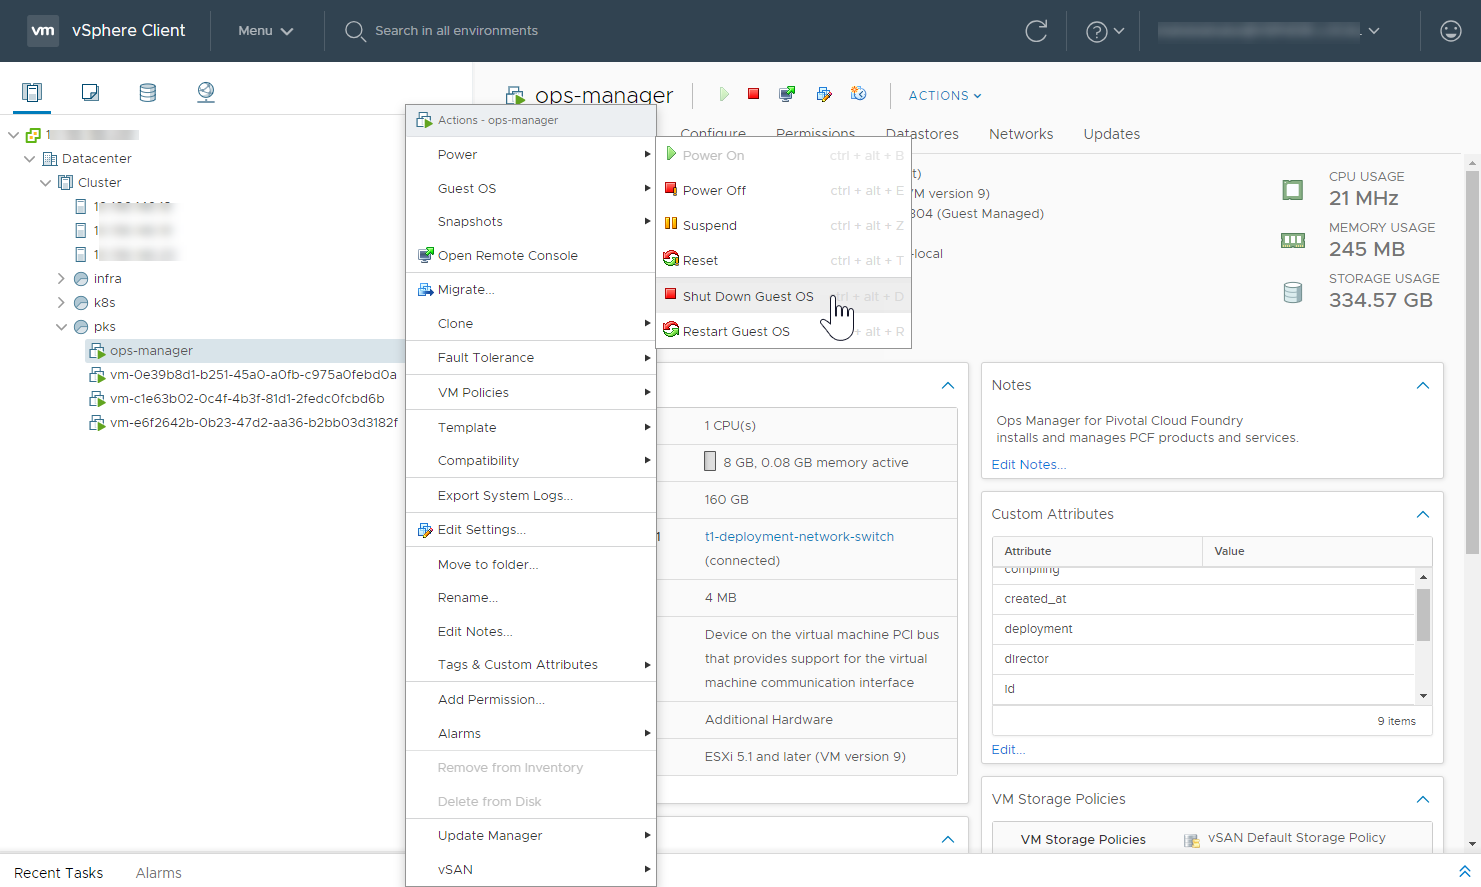 vm vSphere Client
Menu
Search in all environments
ops-manager
ACTIONS
Configure
Permissions
Datastores
Networks
Updates
Datacenter
Cluster
infra
k8s
pks
ops-manager
vm-0e39b8d1-b251-45a0-a0fb-c975a0febd0a
vm-c1e63b02-0c4f-4b3f-81d1-2fedc0fcbd6b
vm-e6f2642b-0b23-47d2-aa36-b2bb03d3182f
Actions - ops-manager
Power
Guest OS
Snapshots
Open Remote Console
Migrate...
Clone
Fault Tolerance
VM Policies
Template
Compatibility
Export System Logs...
Edit Settings...
Move to folder...
Rename...
Edit Notes...
Tags & Custom Attributes
Add Permission...
Alarms
Remove from Inventory
Delete from Disk
Update Manager
vSAN
Power On ctrl + alt + B
Power Off ctrl + alt + E
Suspend ctrl + alt + Z
Reset ctrl + alt + T
Shut Down Guest OS ctrl + alt + D
Restart Guest OS + alt + R
t)
M version 9)
304 (Guest Managed)
-local
CPU USAGE
21 MHz
MEMORY USAGE
245 MB
STORAGE USAGE
334.57 GB
1 CPU(s)
8 GB, 0.08 GB memory active
160 GB
1 t1-deployment-network-switch
(connected)
4 MB
Device on the virtual machine PCI bus
that provides support for the virtual
machine communication interface
Additional Hardware
ESXi 5.1 and later (VM version 9)
Notes
Ops Manager for Pivotal Cloud Foundry
installs and manages PCF products and services.
Edit Notes...
Custom Attributes
Attribute Value
compiling
created_at
deployment
director
id
9 items
Edit...
VM Storage Policies
VM Storage Policies vSAN Default Storage Policy
Recent Tasks
Alarms